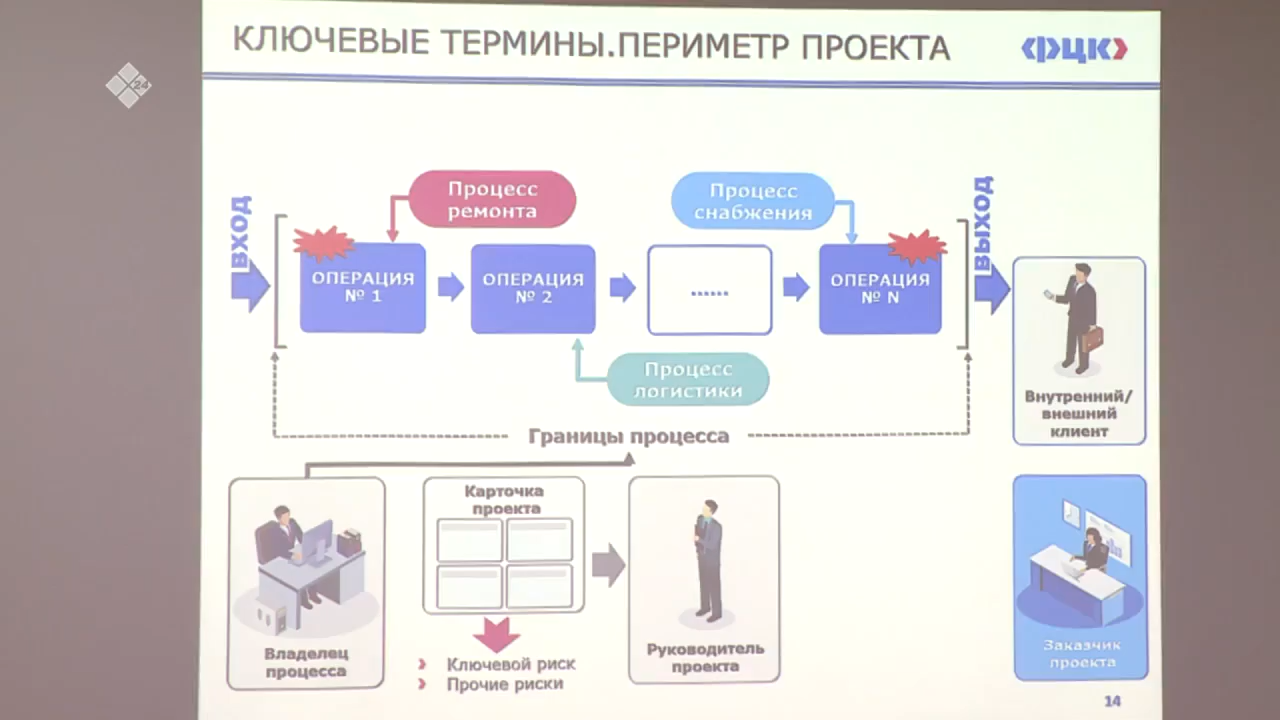 КЛЮЧЕВЫЕ ТЕРМИНЫ.ПЕРИМЕТР ПРОЕКТА
ФЦК
X24
ВХОД
Процесс
ремонта
Процесс
снабжения
ВЫХОД
ОПЕРАЦИЯ
№ 1
ОПЕРАЦИЯ
№ 2
......
ОПЕРАЦИЯ
№ N
Процесс
логистики
Внутренний/
внешний
клиент
Границы процесса
Владелец
процесса
Карточка
проекта
Ключевой риск
Прочие риски
Руководитель
проекта
Заказчик
проекта
14